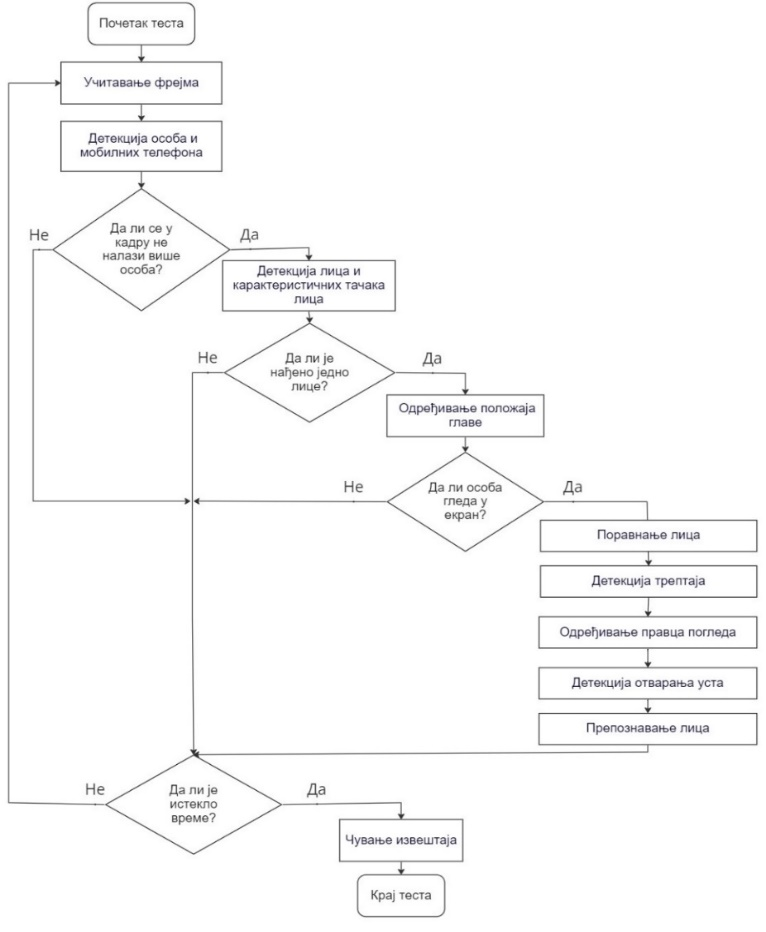 Почетак теста
Учитавање фрејма
Детекција особа и
мобилних телефона
Да ли се у
кадру не
налази више
особа?
Не
Да
Детекција лица и
карактеристичних тачака
лица
Да ли је
нађено једно
лице?
Не
Да
Одређивање положаја
главе
Да ли особа
гледа у
екран?
Не
Да
Поравнање лица
Детекција трептаја
Одређивање правца погледа
Детекција отварања уста
Препознавање лица
Да ли је
истекло
време?
Не
Да
Чување извештаја
Крај теста